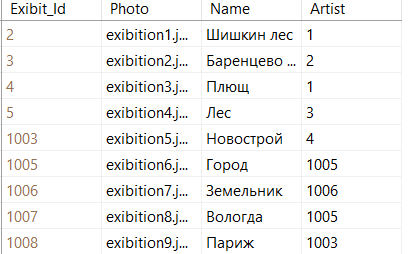 Exibit_Id Photo Name Artist
2 exibition1.j... Шишкин лес 1
3 exibition2.j... Баренцево ... 2
4 exibition3.j... Плющ 1
5 exibition4.j... Лес 3
1003 exibition5.j... Новострой 4
1005 exibition6.j... Город 1005
1006 exibition7.j... Земельник 1006
1007 exibition8.j... Вологда 1005
1008 exibition9.j... Париж 1003